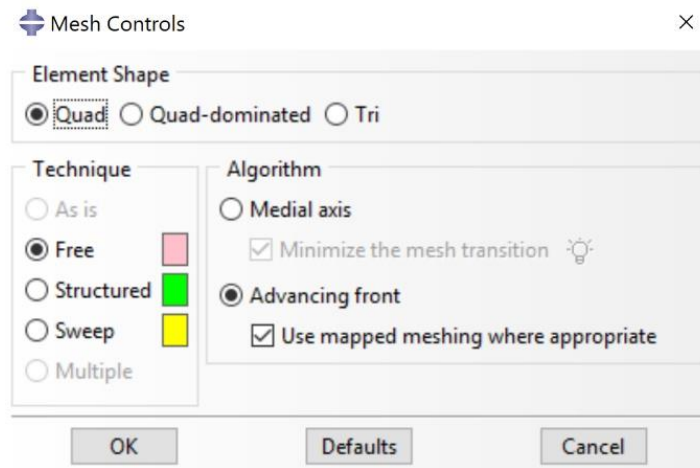 Mesh Controls
Element Shape
Quad Quad-dominated Tri
Technique
As is
Free
Structured
Sweep
Multiple
Algorithm
Medial axis
Minimize the mesh transition
Advancing front
Use mapped meshing where appropriate
OK Defaults Cancel